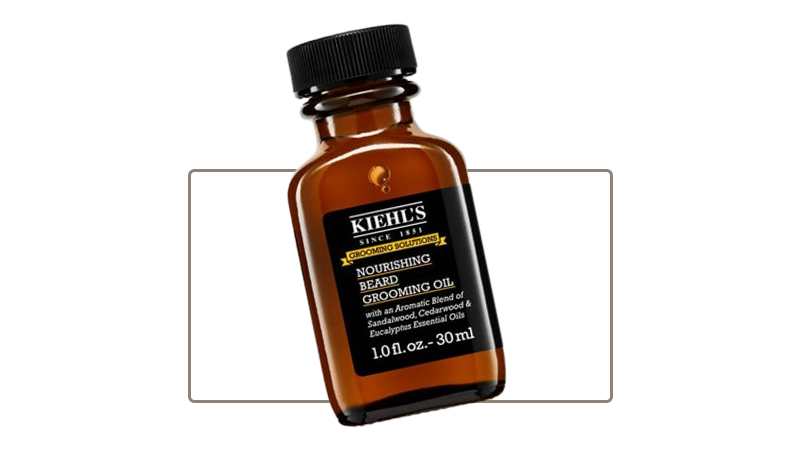 KIEHL'S
SINCE 1851
GROOMING SOLUTIONS
NOURISHING
BEARD
GROOMING OIL
with an Aromatic Blend of
Sandalwood, Cedarwood &
Eucalyptus Essential Oils
1.0 fl. oz. - 30 ml